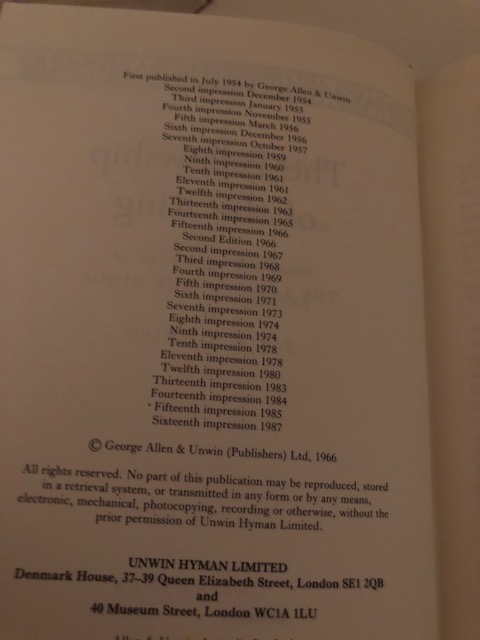 First published in July 1954 by George Allen & Unwin
Second impression December 1954
Third impression January 1955
Fourth impression November 1955
Fifth impression March 1956
Sixth impression December 1956
Seventh impression October 1957
Eighth impression 1959
Ninth impression 1960
Tenth impression 1961
Eleventh impression 1961
Twelfth impression 1962
Thirteenth impression 1963
Fourteenth impression 1965
Fifteenth impression 1966
Second Edition 1966
Second impression 1967
Third impression 1968
Fourth impression 1969
Fifth impression 1970
Sixth impression 1971
Seventh impression 1973
Eighth impression 1974
Ninth impression 1974
Tenth impression 1978
Eleventh impression 1978
Twelfth impression 1980
Thirteenth impression 1983
Fourteenth impression 1984
Fifteenth impression 1985
Sixteenth impression 1987
© George Allen & Unwin (Publishers) Ltd, 1966
All rights reserved. No part of this publication may be reproduced, stored
in a retrieval system, or transmitted in any form or by any means,
electronic, mechanical, photocopying, recording or otherwise, without the
prior permission of Unwin Hyman Limited.
UNWIN HYMAN LIMITED
Denmark House, 37–39 Queen Elizabeth Street, London SE1 2QB
and
40 Museum Street, London WC1A 1LU